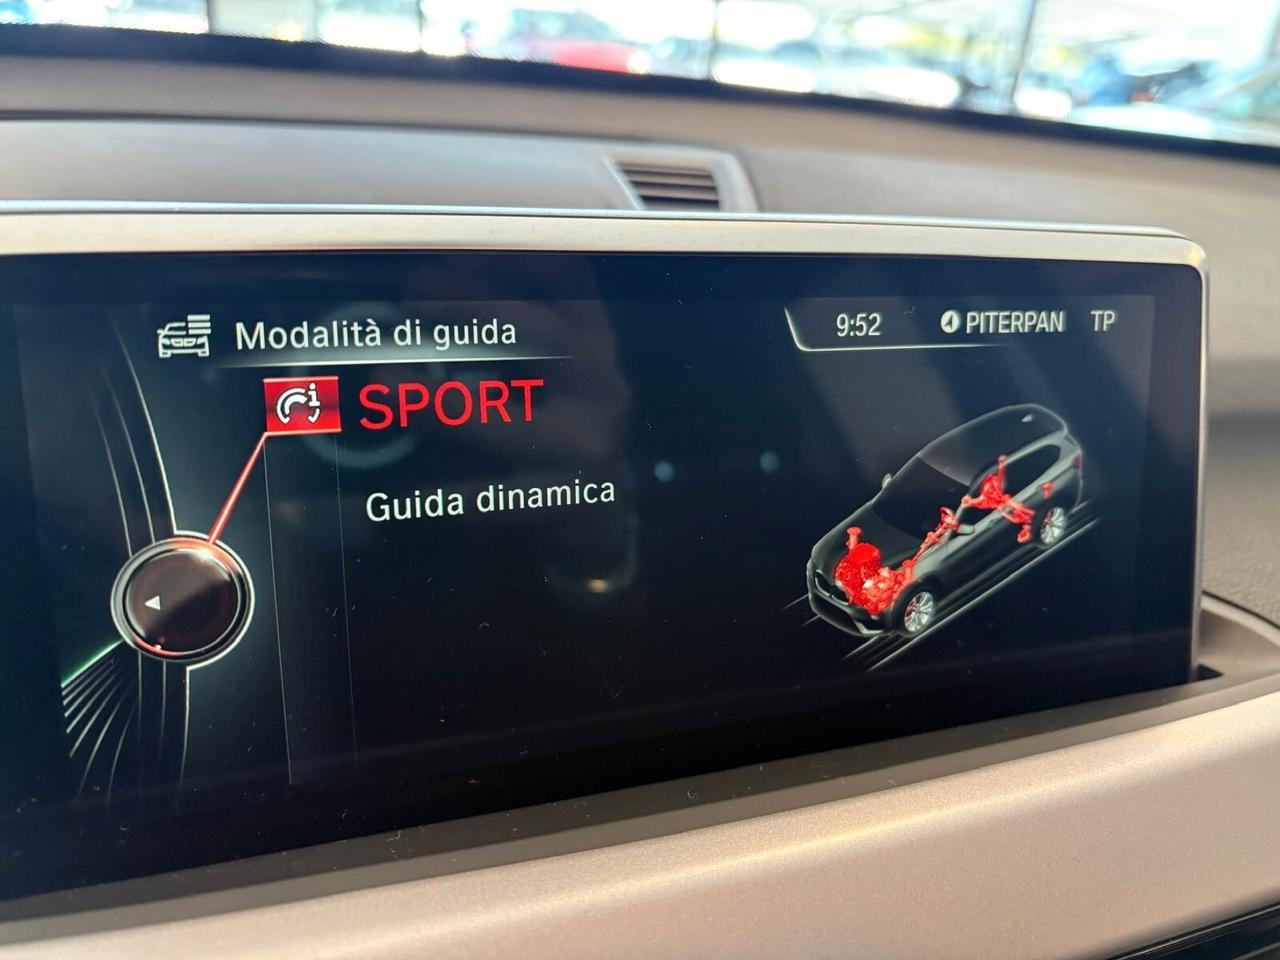 Modalità di guida
9:52 PITERPAN TP
SPORT
Guida dinamica